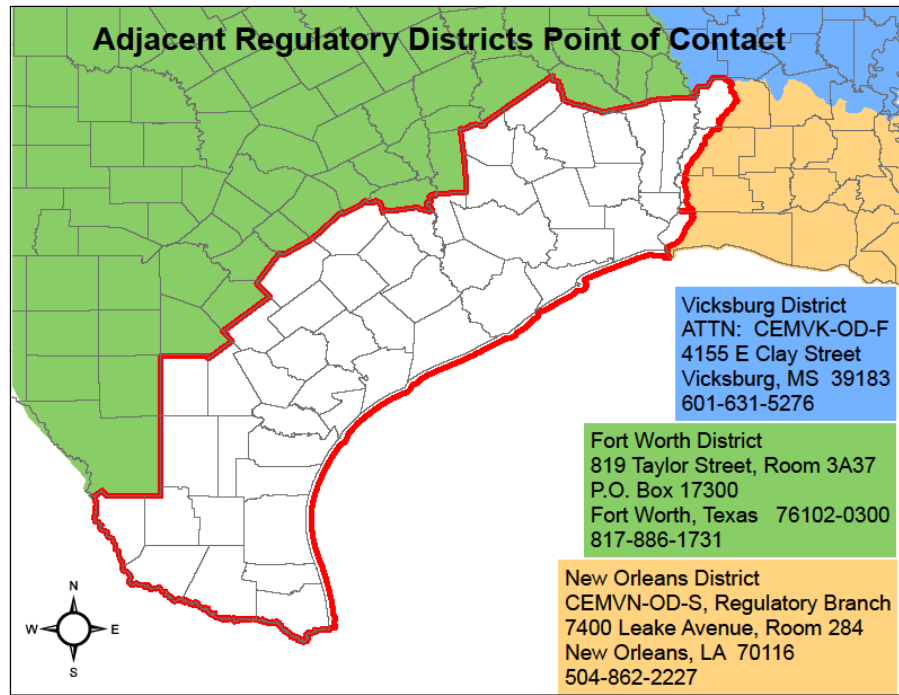 Adjacent Regulatory Districts Point of Contact
Vicksburg District
ATTN:  CEMVK-OD-F
4155 E Clay Street
Vicksburg, MS  39183
601-631-5276
Fort Worth District
819 Taylor Street, Room 3A37
P.O. Box 17300
Fort Worth, Texas   76102-0300
817-886-1731
New Orleans District
CEMVN-OD-S, Regulatory Branch
7400 Leake Avenue, Room 284
New Orleans, LA  70116
504-862-2227
N
W E
S